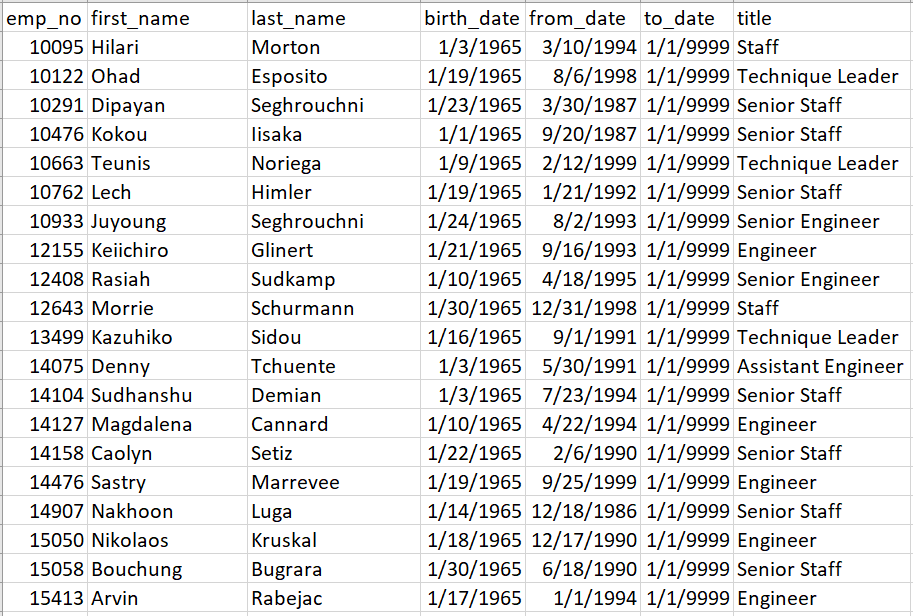 emp_no first_name last_name birth_date from_date to_date title
10095 Hilari Morton 1/3/1965 3/10/1994 1/1/9999 Staff
10122 Ohad Esposito 1/19/1965 8/6/1998 1/1/9999 Technique Leader
10291 Dipayan Seghrouchni 1/23/1965 3/30/1987 1/1/9999 Senior Staff
10476 Kokou Iisaka 1/1/1965 9/20/1987 1/1/9999 Senior Staff
10663 Teunis Noriega 1/9/1965 2/12/1999 1/1/9999 Technique Leader
10762 Lech Himler 1/19/1965 1/21/1992 1/1/9999 Senior Staff
10933 Juyoung Seghrouchni 1/24/1965 8/2/1993 1/1/9999 Senior Engineer
12155 Keiichiro Glinert 1/21/1965 9/16/1993 1/1/9999 Engineer
12408 Rasiah Sudkamp 1/10/1965 4/18/1995 1/1/9999 Senior Engineer
12643 Morrie Schurmann 1/30/1965 12/31/1998 1/1/9999 Staff
13499 Kazuhiko Sidou 1/16/1965 9/1/1991 1/1/9999 Technique Leader
14075 Denny Tchuente 1/3/1965 5/30/1991 1/1/9999 Assistant Engineer
14104 Sudhanshu Demian 1/3/1965 7/23/1994 1/1/9999 Senior Staff
14127 Magdalena Cannard 1/10/1965 4/22/1994 1/1/9999 Engineer
14158 Caolyn Setiz 1/22/1965 2/6/1990 1/1/9999 Senior Staff
14476 Sastry Marrevee 1/19/1965 9/25/1999 1/1/9999 Engineer
14907 Nakhoon Luga 1/14/1965 12/18/1986 1/1/9999 Senior Staff
15050 Nikolaos Kruskal 1/18/1965 12/17/1990 1/1/9999 Engineer
15058 Bouchung Bugrara 1/30/1965 6/18/1990 1/1/9999 Senior Staff
15413 Arvin Rabejac 1/17/1965 1/1/1994 1/1/9999 Engineer